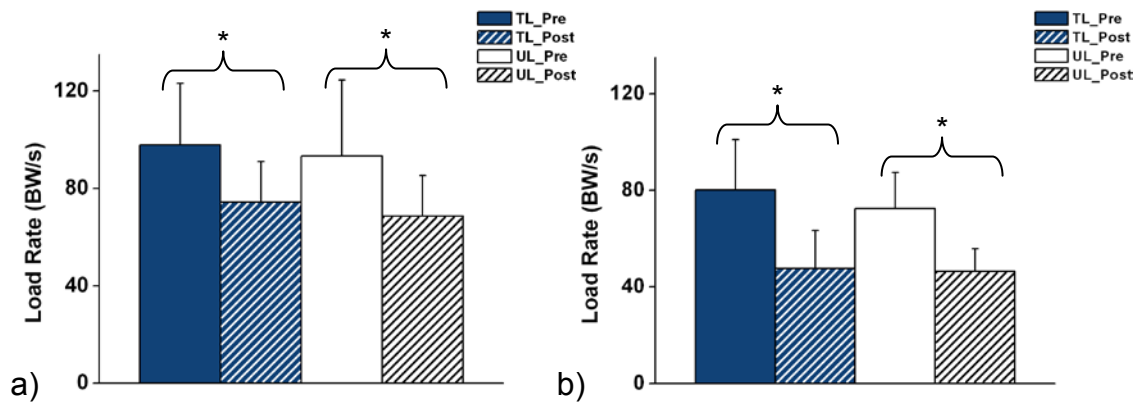 TL_Pre
TL_Post
UL_Pre
UL_Post
*
*
120
80
40
0
Load Rate (BW/s)
a)
TL_Pre
TL_Post
UL_Pre
UL_Post
*
*
120
80
40
0
Load Rate (BW/s)
b)